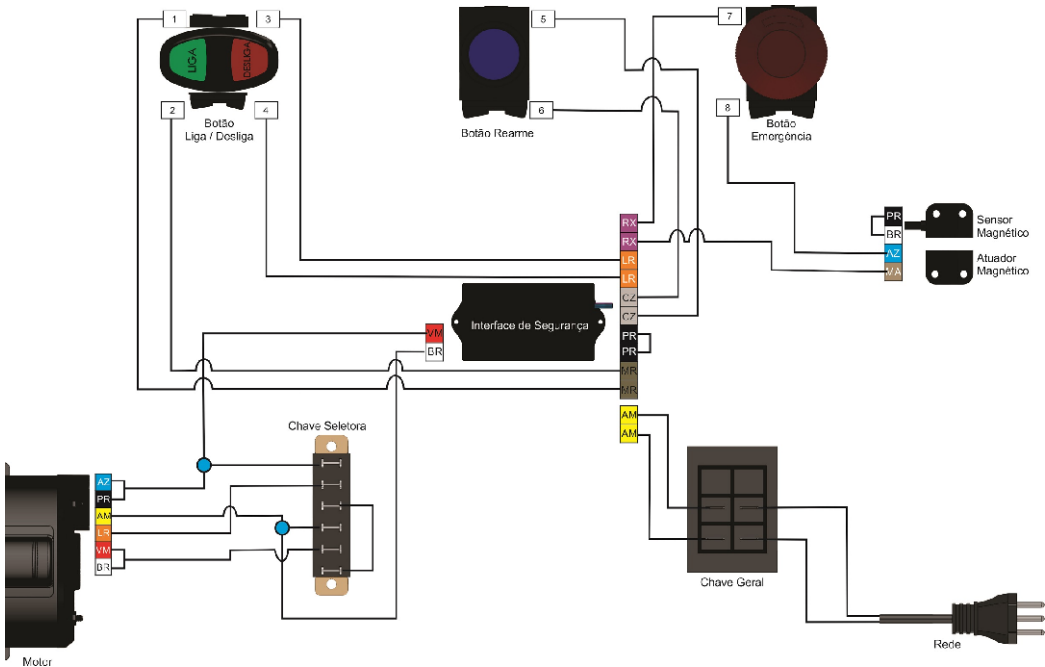 1
3
5
7
LIGA
DESLIGA
2
4
6
8
Botão
Liga / Desliga
Botão Rearme
Botão
Emergência
RX
RX
LR
LR
CZ
CZ
PR
PR
MR
MR
AM
AM
PR
BR
AZ
VA
Sensor
Magnético
Atuador
Magnético
Interface de Segurança
VM
BR
Chave Seletora
AZ
PR
AM
LR
VM
BR
Motor
Chave Geral
Rede